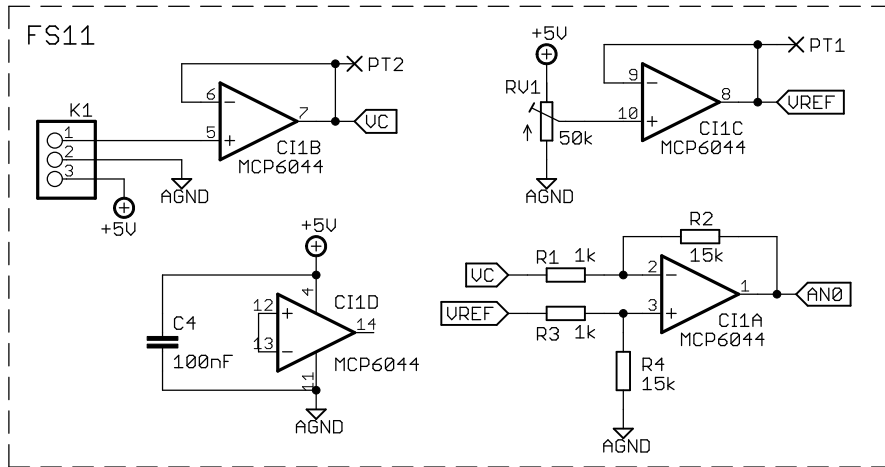 FS11
K1
1
2
3
+5V
AGND
6
5
7
CI1B
MCP6044
PT2
VC
+5V
RV1
50k
AGND
9
10
8
CI1C
MCP6044
PT1
VREF
+5V
C4
100nF
4
12
13
14
11
CI1D
MCP6044
AGND
VC
R1 1k
VREF
R3 1k
R2
15k
2
3
1
CI1A
MCP6044
AN0
R4
15k
AGND